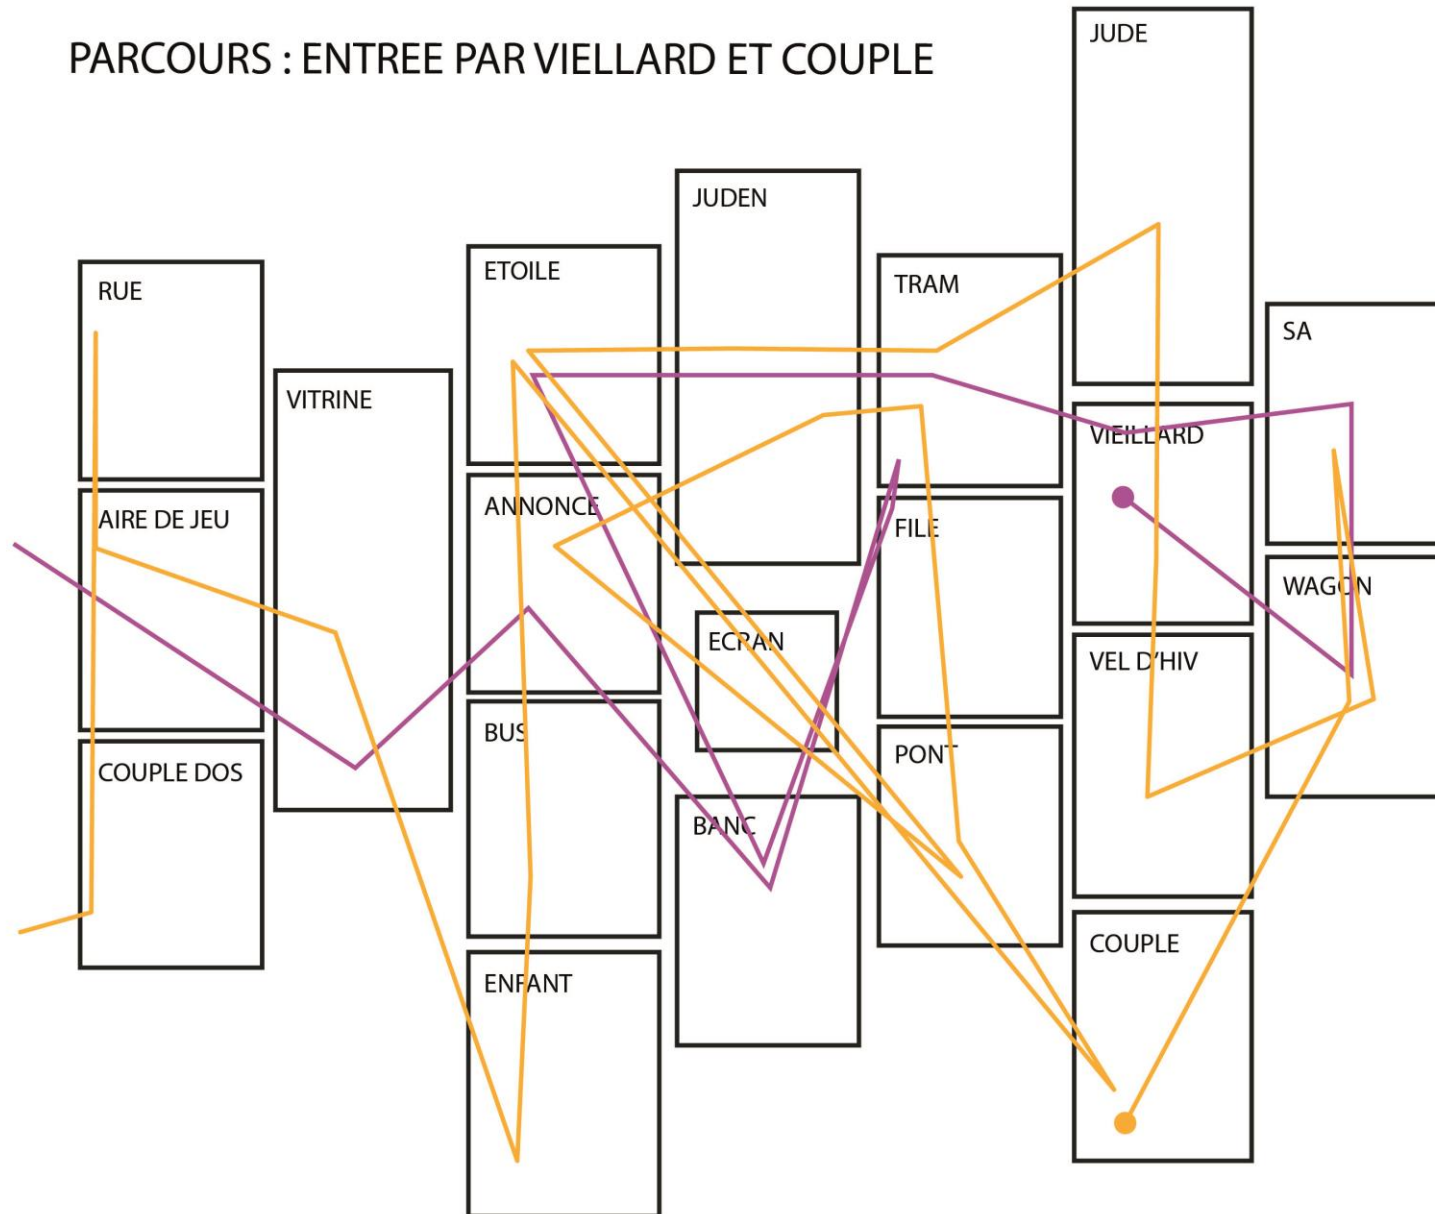 PARCOURS : ENTREE PAR VIELLARD ET COUPLE
JUDE
JUDEN
ETOILE
TRAM
RUE
SA
VITRINE
VIEILLARD
ANNONCE
AIRE DE JEU
FILE
WAGON
ECRAN
VEL D'HIV
BUS
PONT
COUPLE DOS
BANC
COUPLE
ENFANT